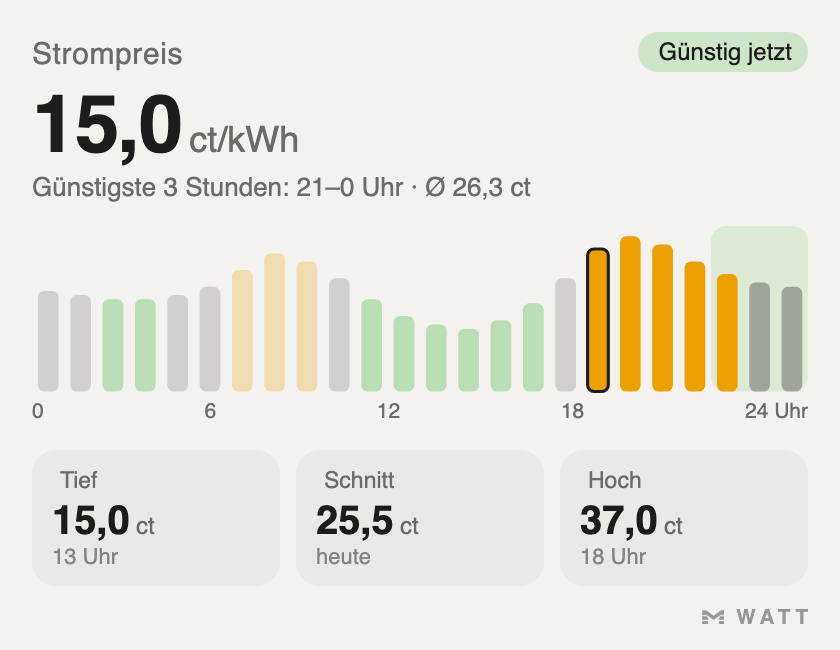 Strompreis
Günstig jetzt
15,0 ct/kWh
Günstigste 3 Stunden: 21–0 Uhr · Ø 26,3 ct
0 6 12 18 24 Uhr
Tief
15,0 ct
13 Uhr
Schnitt
25,5 ct
heute
Hoch
37,0 ct
18 Uhr
WATT